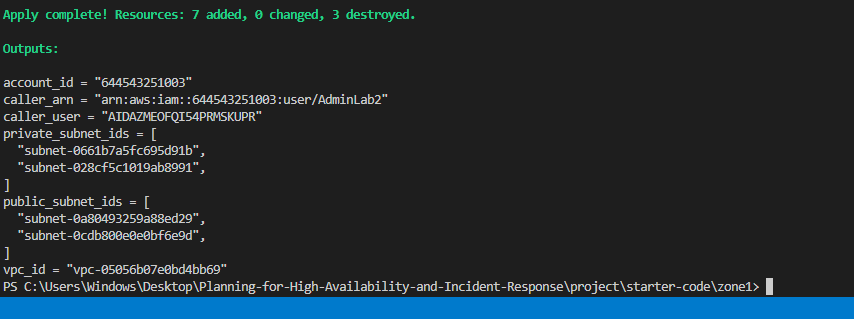 Apply complete! Resources: 7 added, 0 changed, 3 destroyed.
Outputs:
account_id = "644543251003"
caller_arn = "arn:aws:iam::644543251003:user/AdminLab2"
caller_user = "AIDAZMEOFQI54PRMSKUPR"
private_subnet_ids = [
  "subnet-0661b7a5fc695d91b",
  "subnet-028cf5c1019ab8991",
]
public_subnet_ids = [
  "subnet-0a80493259a88ed29",
  "subnet-0cdb800e0e0bf6e9d",
]
vpc_id = "vpc-05056b07e0bd4bb69"
PS C:\Users\Windows\Desktop\Planning-for-High-Availability-and-Incident-Response\project\starter-code\zone1>